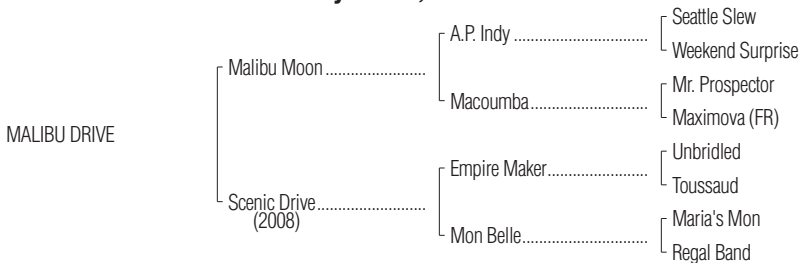 Seattle Slew
A.P. Indy
Weekend Surprise
Malibu Moon
Mr. Prospector
Macoumba
Maximova (FR)
MALIBU DRIVE
Unbridled
Empire Maker
Toussaud
Scenic Drive
(2008)
Maria's Mon
Mon Belle
Regal Band